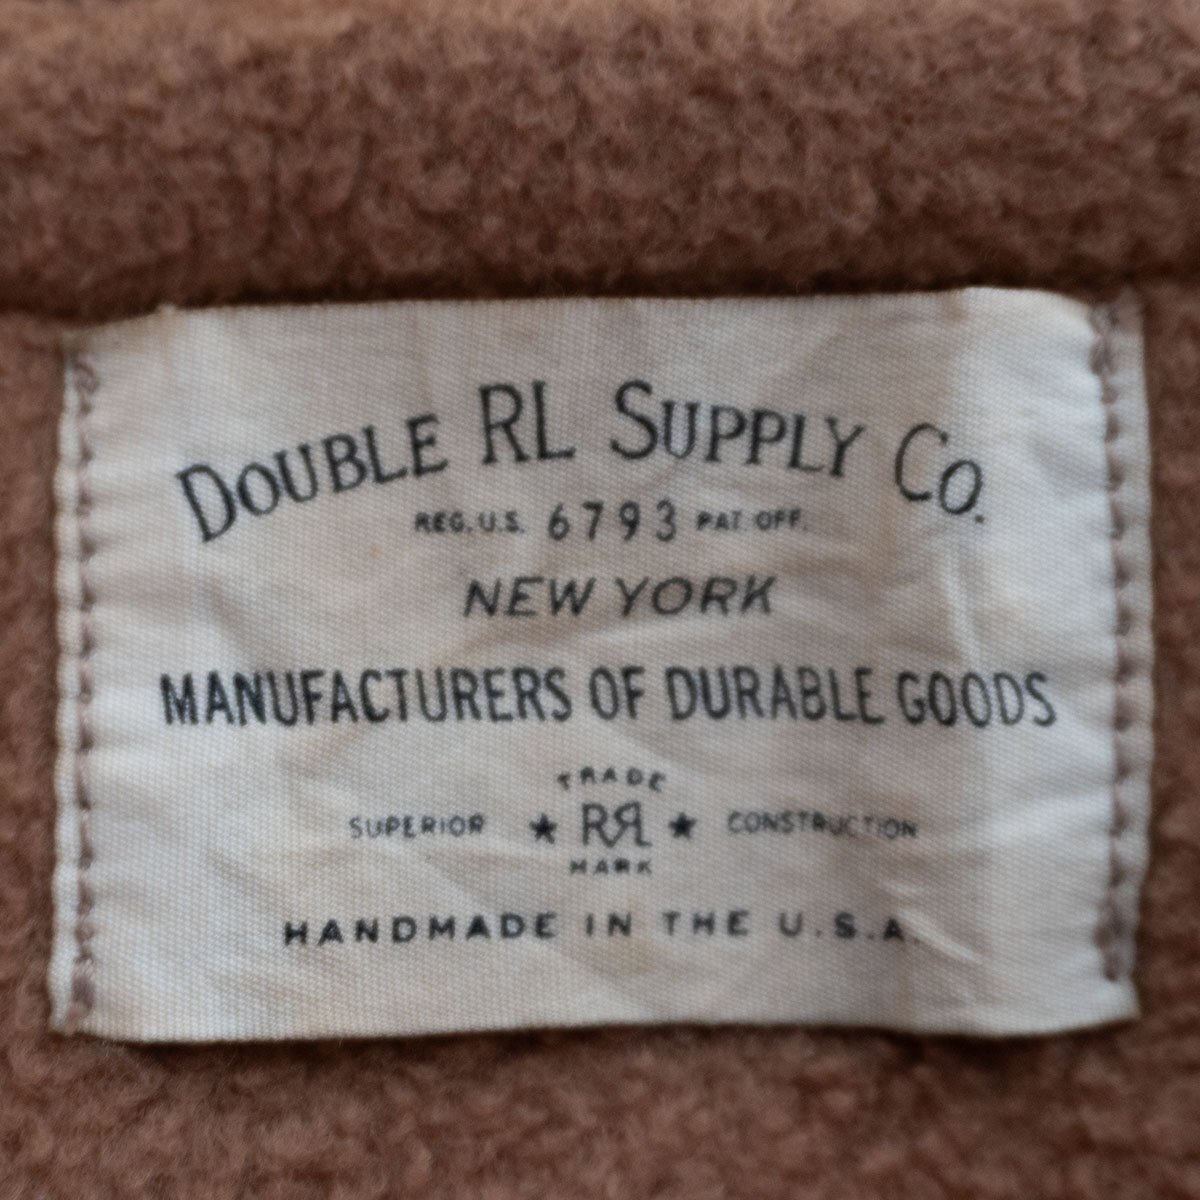 DOUBLE RL SUPPLY CO.
REG. U.S. 6793 PAT. OFF.
NEW YORK
MANUFACTURERS OF DURABLE GOODS
TRADE
SUPERIOR ★ RR ★ CONSTRUCTION
MARK
HANDMADE IN THE U.S.A.